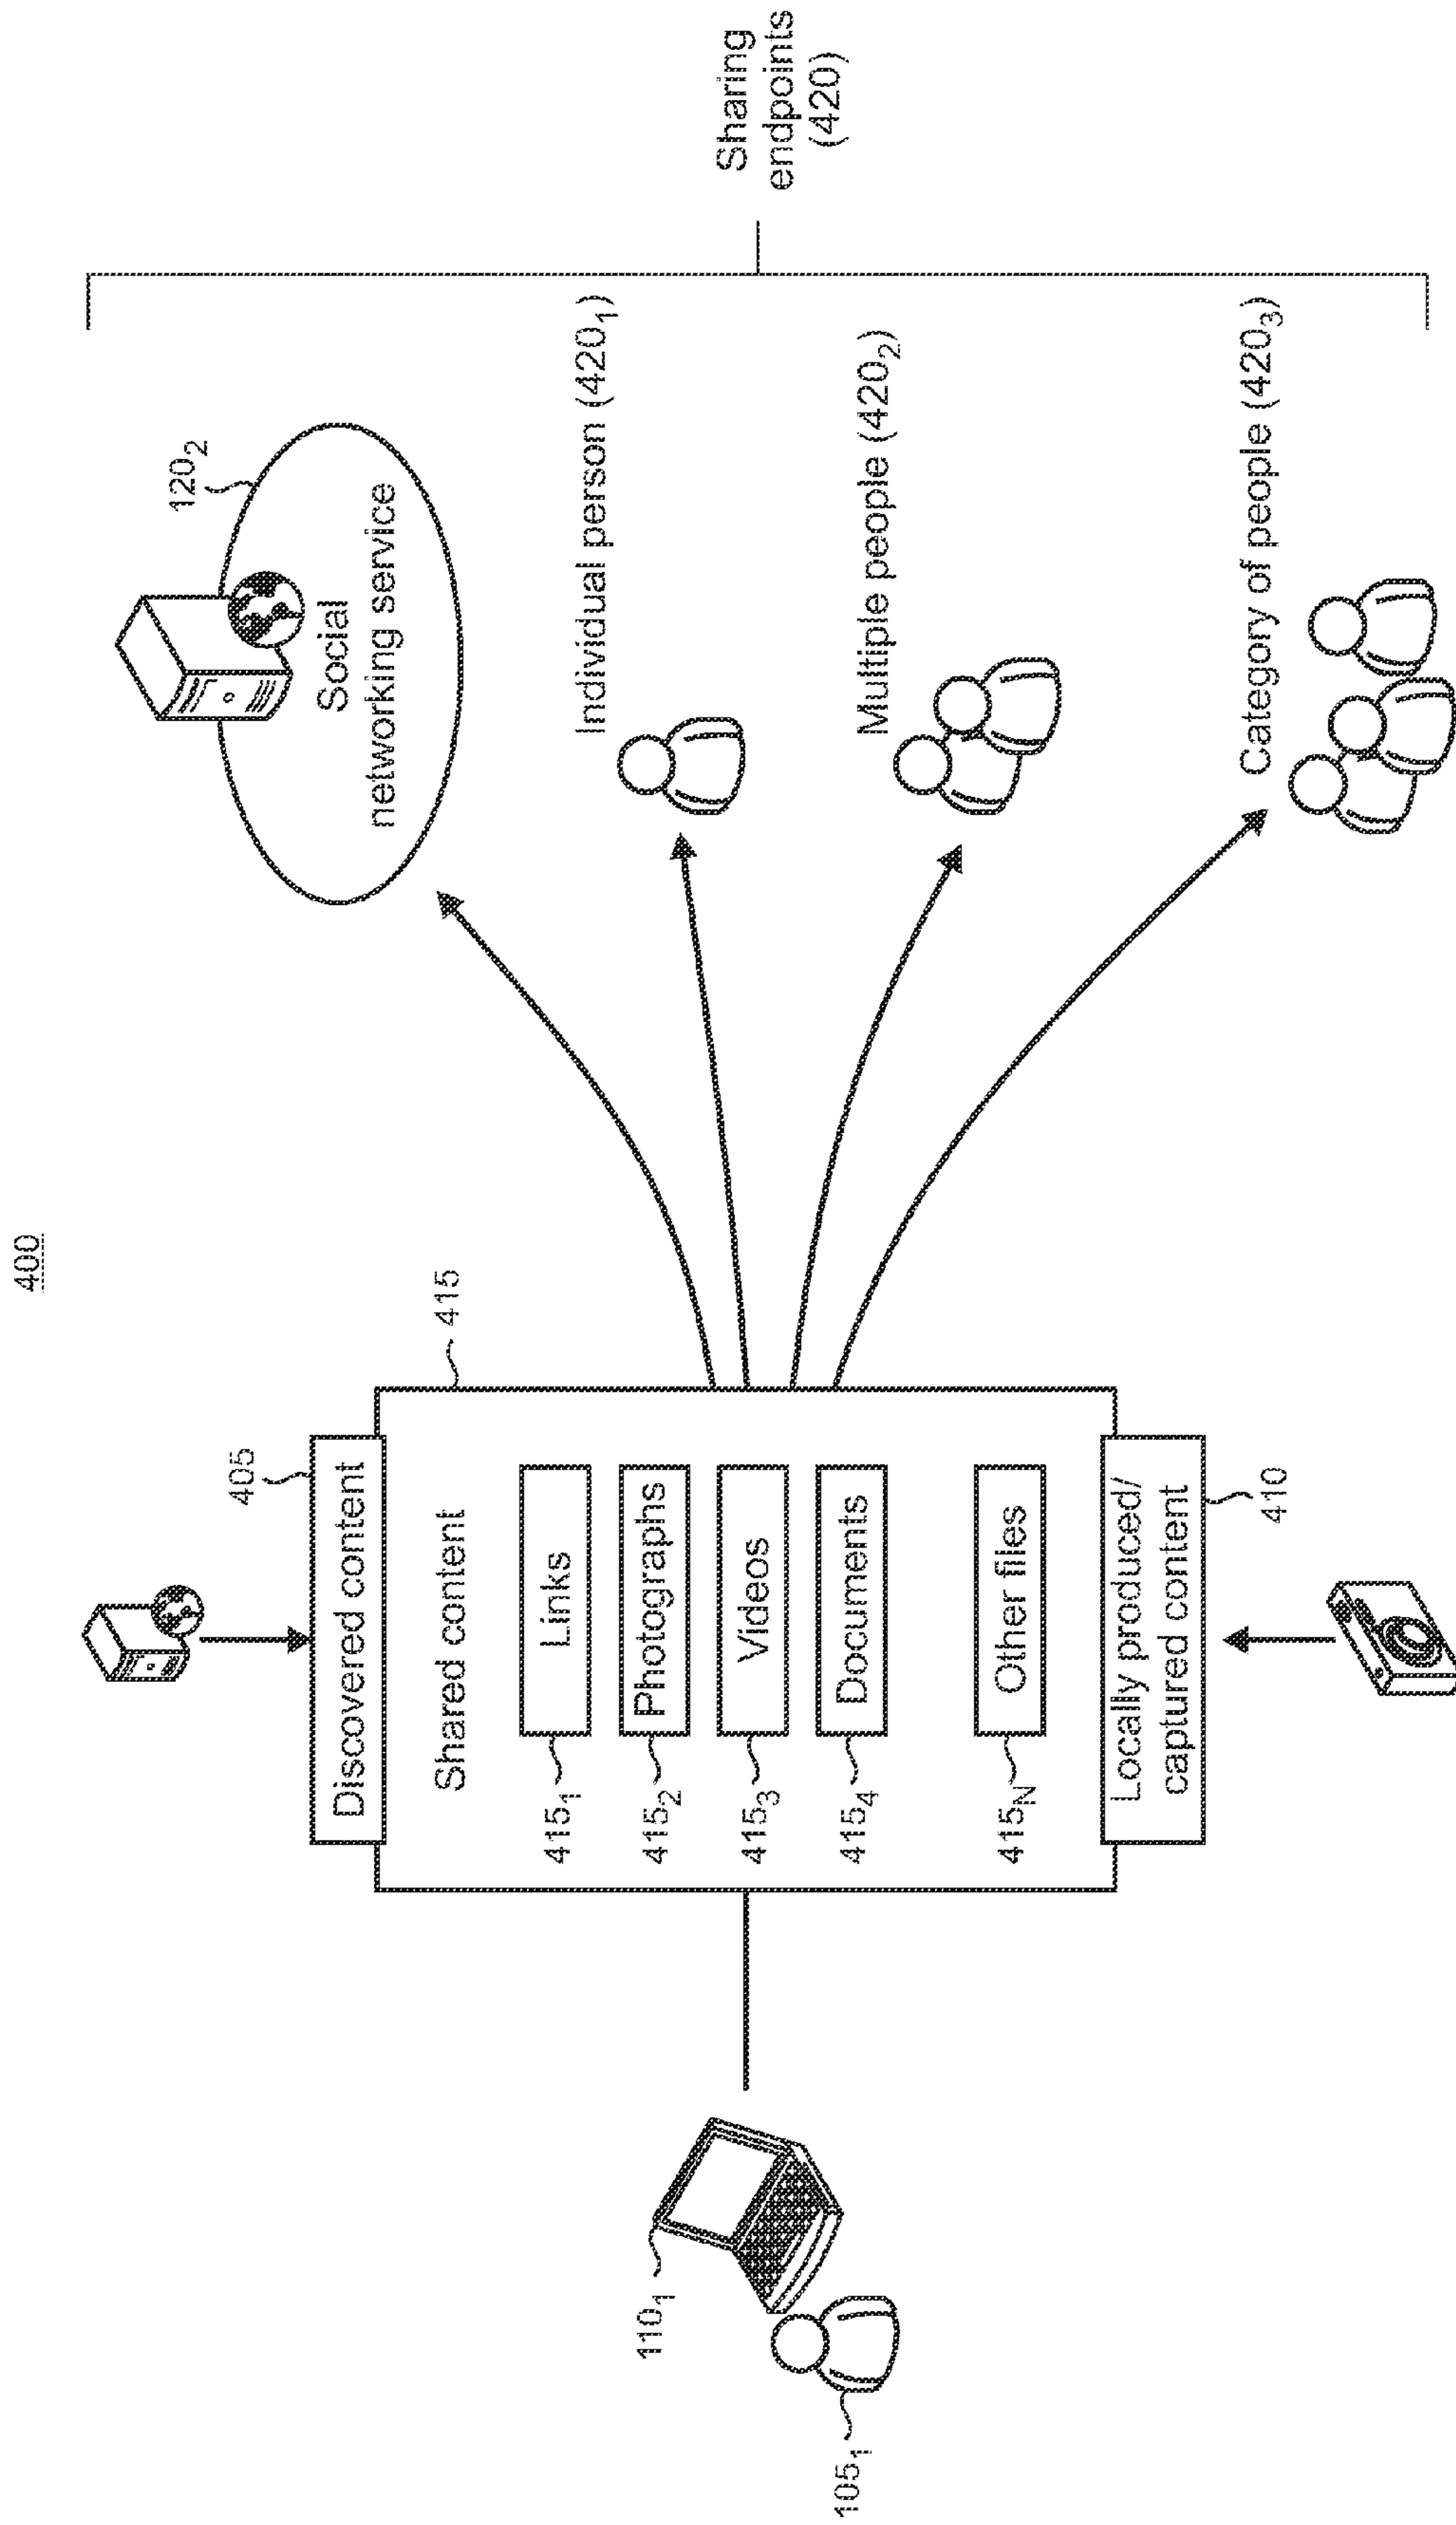 400
405
Discovered content
415
Shared content
415₁
Links
415₂
Photographs
415₃
Videos
415₄
Documents
415N
Other files
Locally produced/
captured content
410
110₁
105₁
120₂
Social
networking service
Individual person (420₁)
Multiple people (420₂)
Category of people (420₃)
Sharing
endpoints
(420)